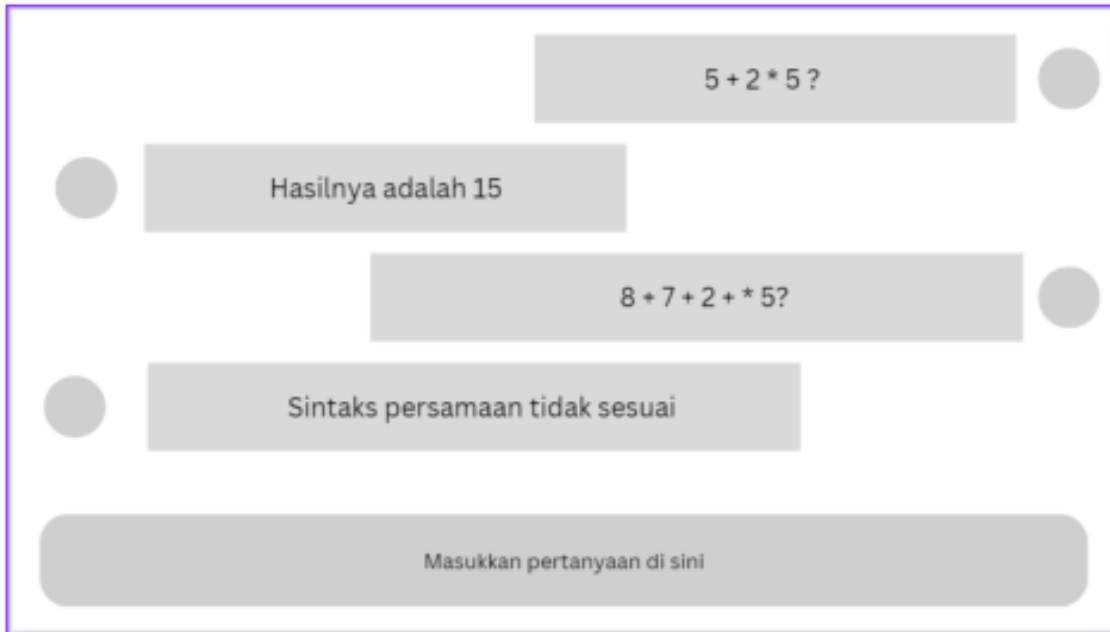 5 + 2 * 5 ?
Hasilnya adalah 15
8 + 7 + 2 + * 5?
Sintaks persamaan tidak sesuai
Masukkan pertanyaan di sini